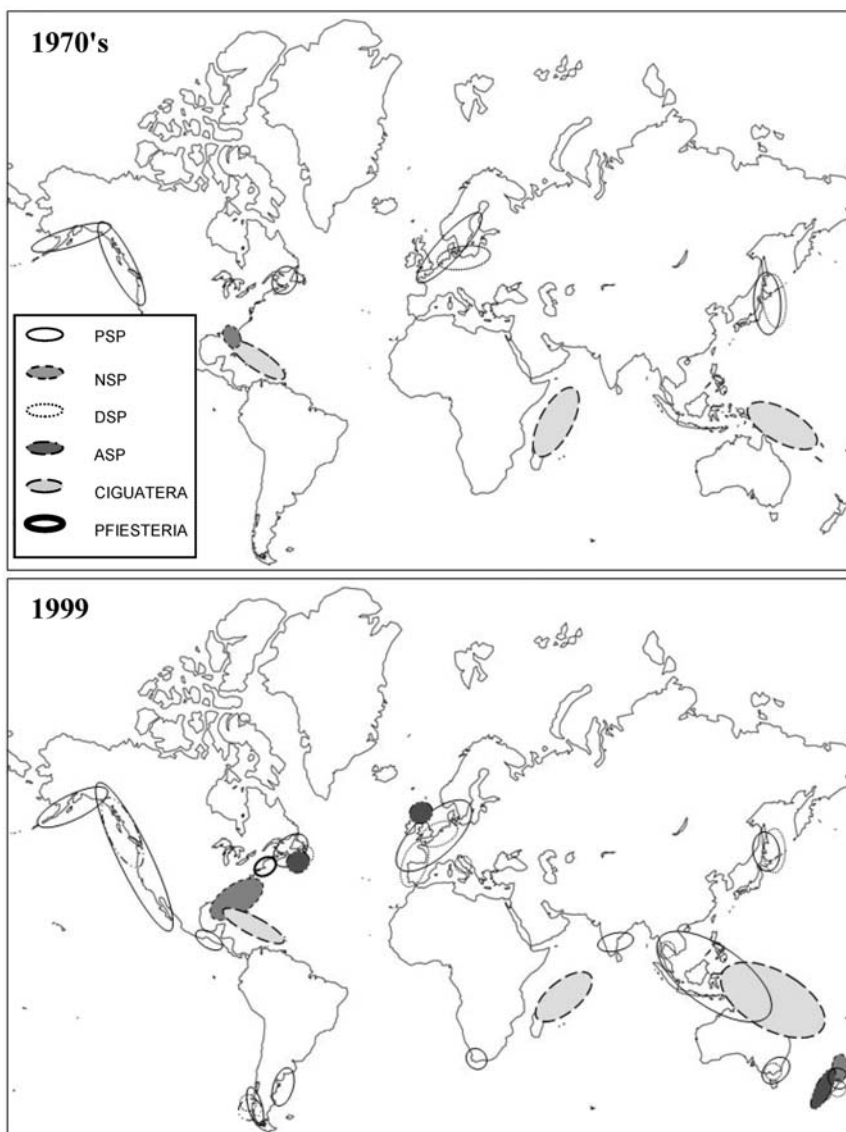 1970's
PSP
NSP
DSP
ASP
CIGUATERA
PFIESTERIA
1999